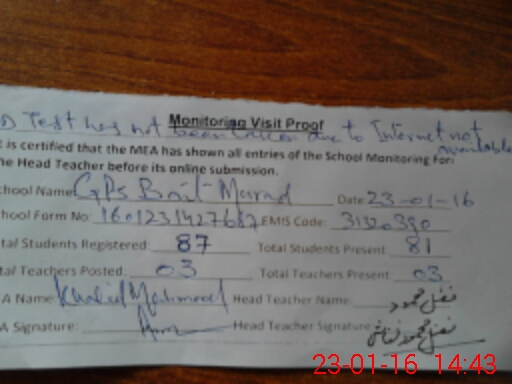 Monitoring Visit Proof
Test has not been taken due to Internet not available
is certified that the MEA has shown all entries of the School Monitoring For
he Head Teacher before its online submission.
chool Name GPS Bait Murad Date 23-01-16
hool Form No: EMIS Code:
tal Students Registered: 87 Total Students Present: 81
tal Teachers Posted: 03 Total Teachers Present: 03
A Name: Khalid Mahmood Head Teacher Name: محمود
A Signature: Head Teacher Signature: محمود
23-01-16 14:43